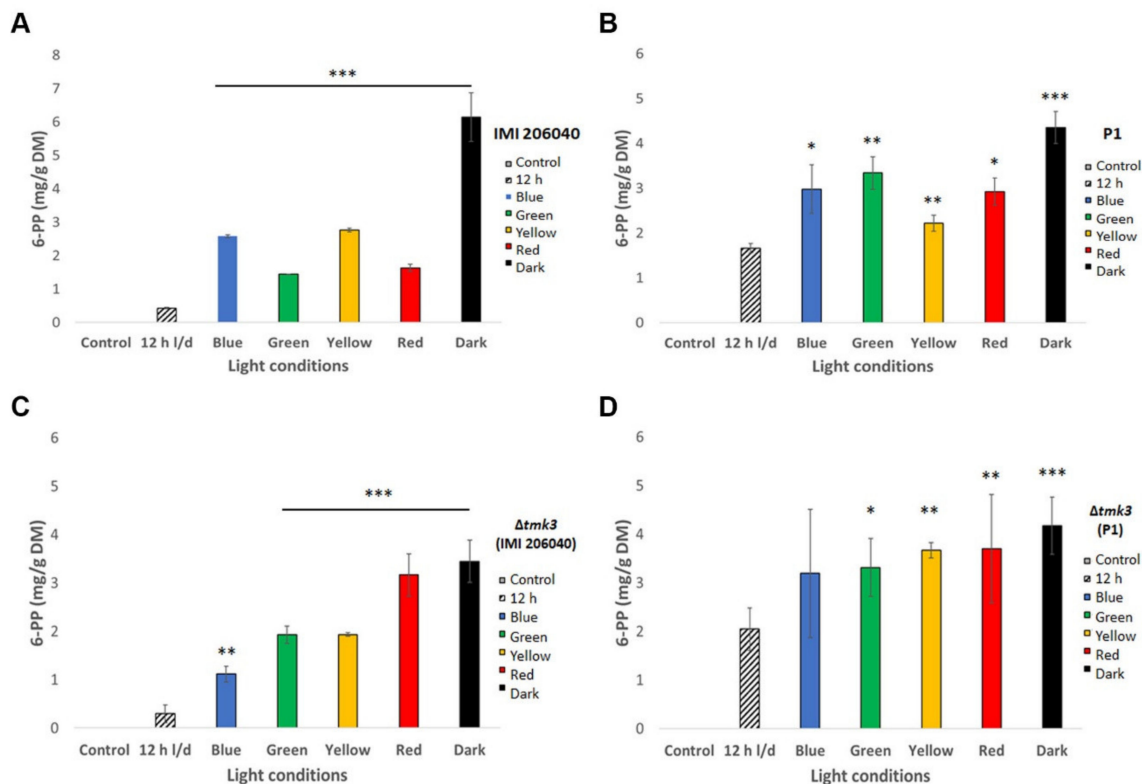 A
8
7
6
5
4
3
2
1
0
6-PP (mg/g DM)
***
IMI 206040
Control
12 h
Blue
Green
Yellow
Red
Dark
Control 12 h l/d Blue Green Yellow Red Dark
Light conditions
B
6
5
4
3
2
1
0
6-PP (mg/g DM)
* ** ** * ***
P1
Control
12 h
Blue
Green
Yellow
Red
Dark
Control 12 h l/d Blue Green Yellow Red Dark
Light conditions
C
6
5
4
3
2
1
0
6-PP (mg/g DM)
** ***
Δtmk3
(IMI 206040)
Control
12 h
Blue
Green
Yellow
Red
Dark
Control 12 h l/d Blue Green Yellow Red Dark
Light conditions
D
6
5
4
3
2
1
0
6-PP (mg/g DM)
* ** ** ***
Δtmk3
(P1)
Control
12 h
Blue
Green
Yellow
Red
Dark
Control 12 h l/d Blue Green Yellow Red Dark
Light conditions